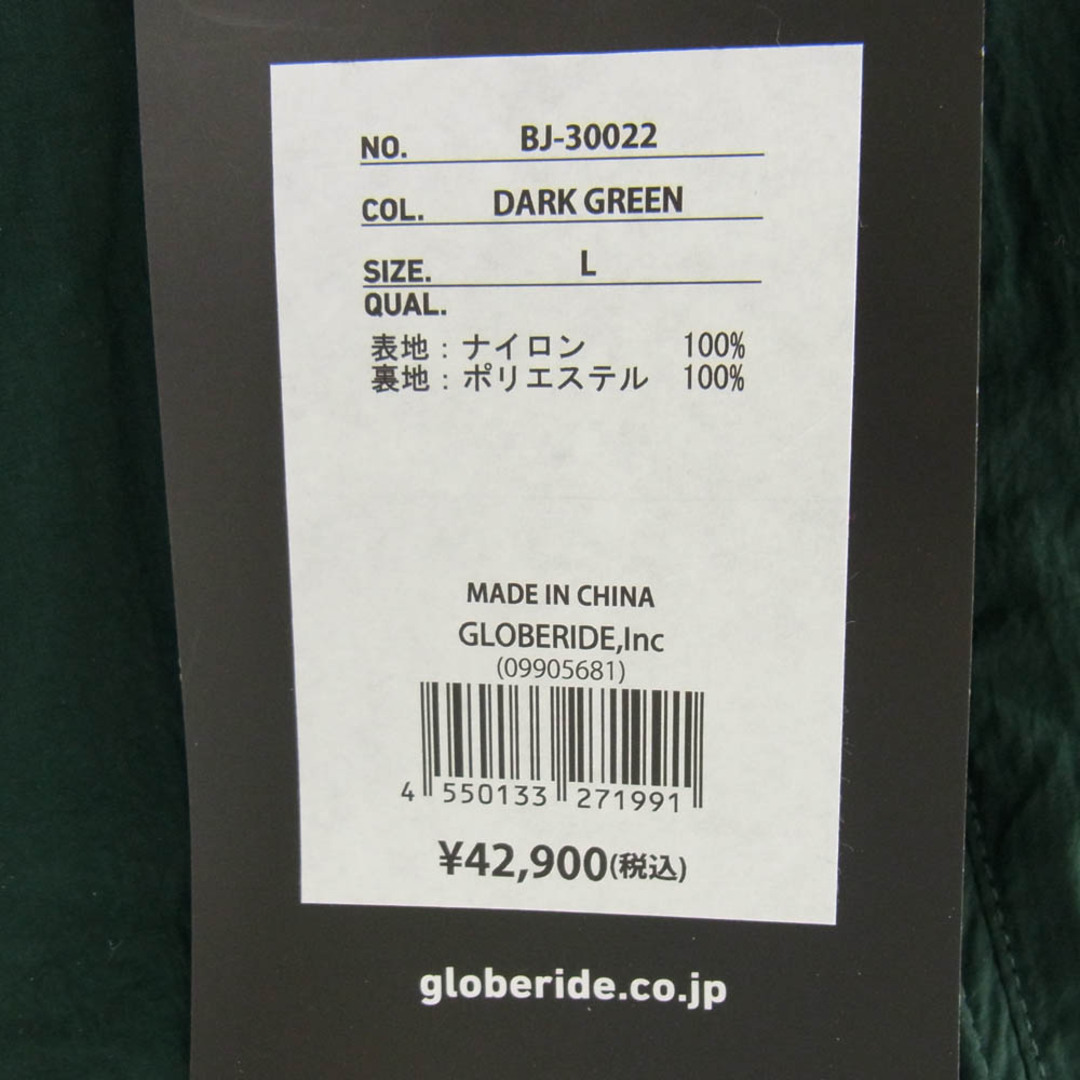 NO. BJ-30022
COL. DARK GREEN
SIZE. L
QUAL.
表地：ナイロン 100%
裏地：ポリエステル 100%
MADE IN CHINA
GLOBERIDE,Inc
(09905681)
4 550133 271991
¥42,900(税込)
globeride.co.jp